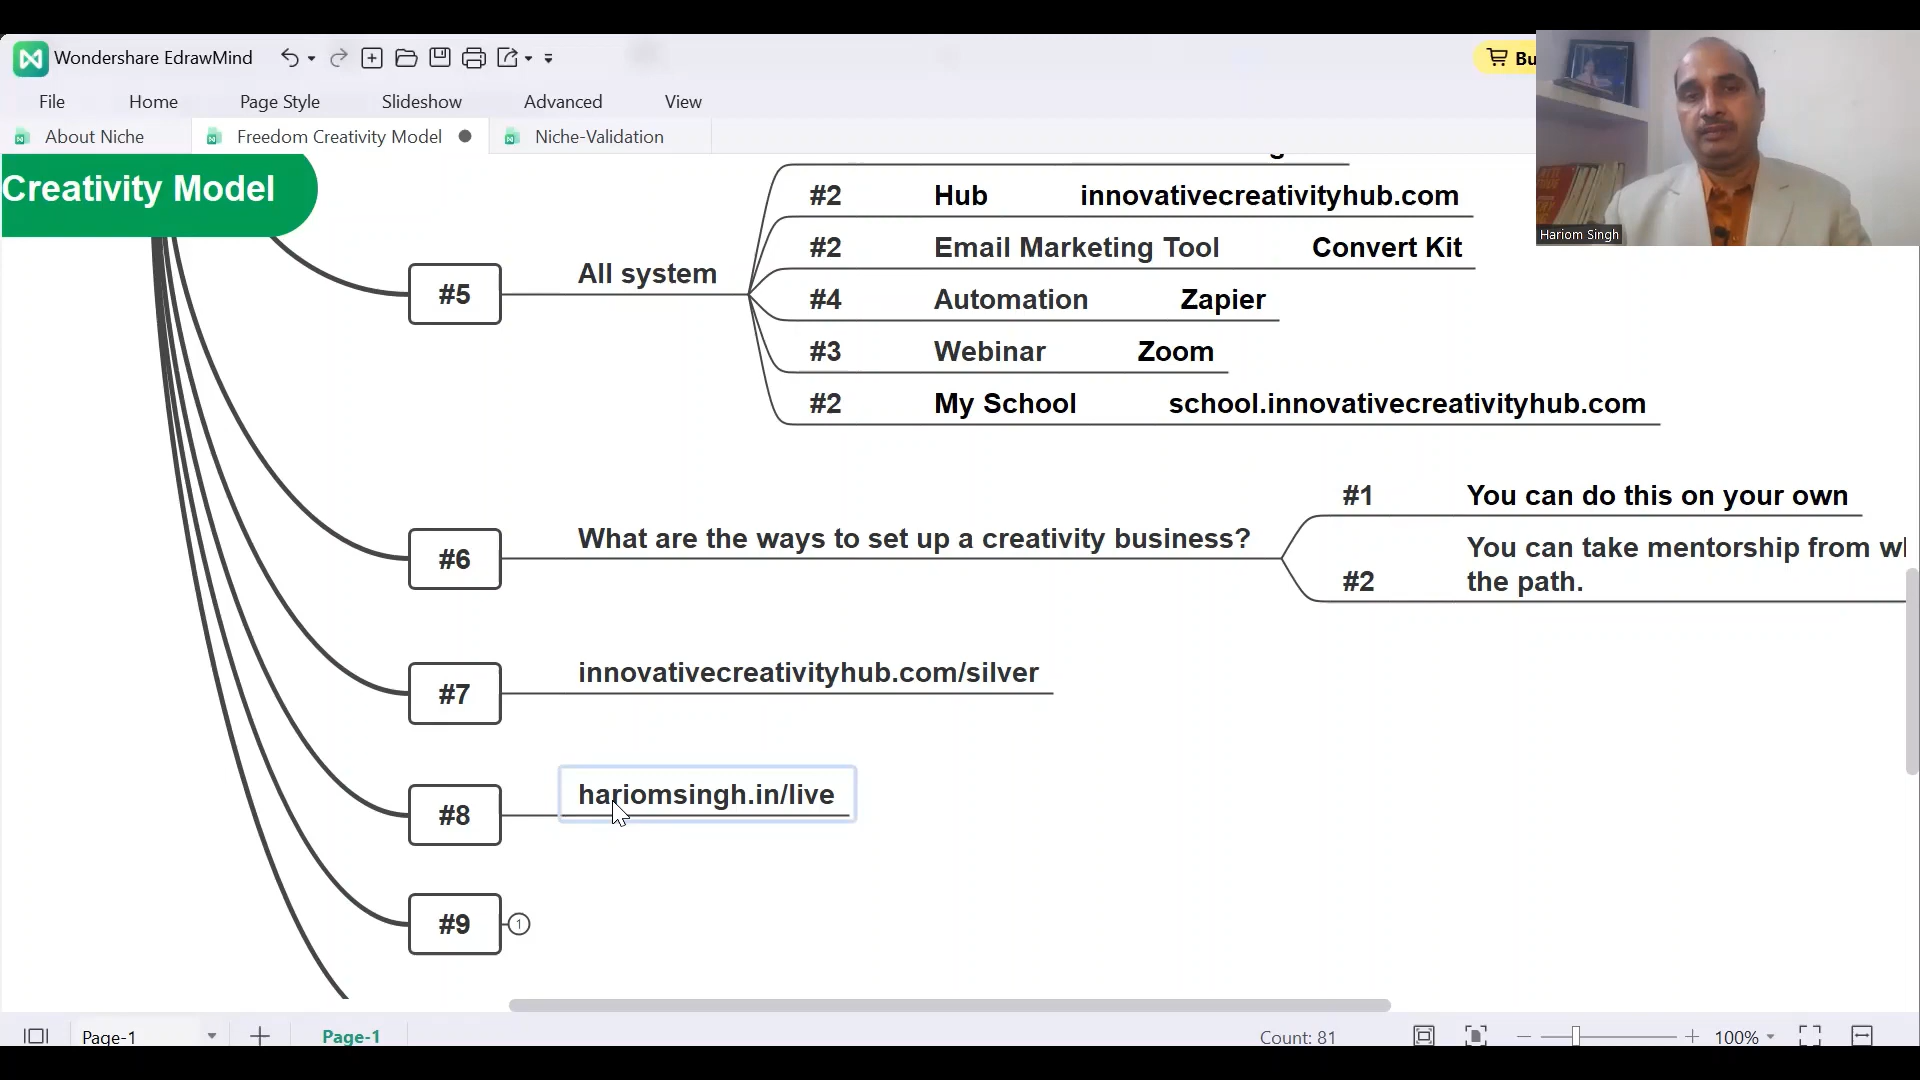 Wondershare EdrawMind
Bu
File Home Page Style Slideshow Advanced View
About Niche Freedom Creativity Model Niche-Validation
Hariom Singh
Creativity Model
#2 Hub innovativecreativityhub.com
#2 Email Marketing Tool Convert Kit
#5 All system
#4 Automation Zapier
#3 Webinar Zoom
#2 My School school.innovativecreativityhub.com
#6 What are the ways to set up a creativity business?
#1 You can do this on your own
#2 You can take mentorship from
the path.
#7 innovativecreativityhub.com/silver
#8 hariomsingh.in/live
#9 1
Page-1 Page-1 Count: 81 100%